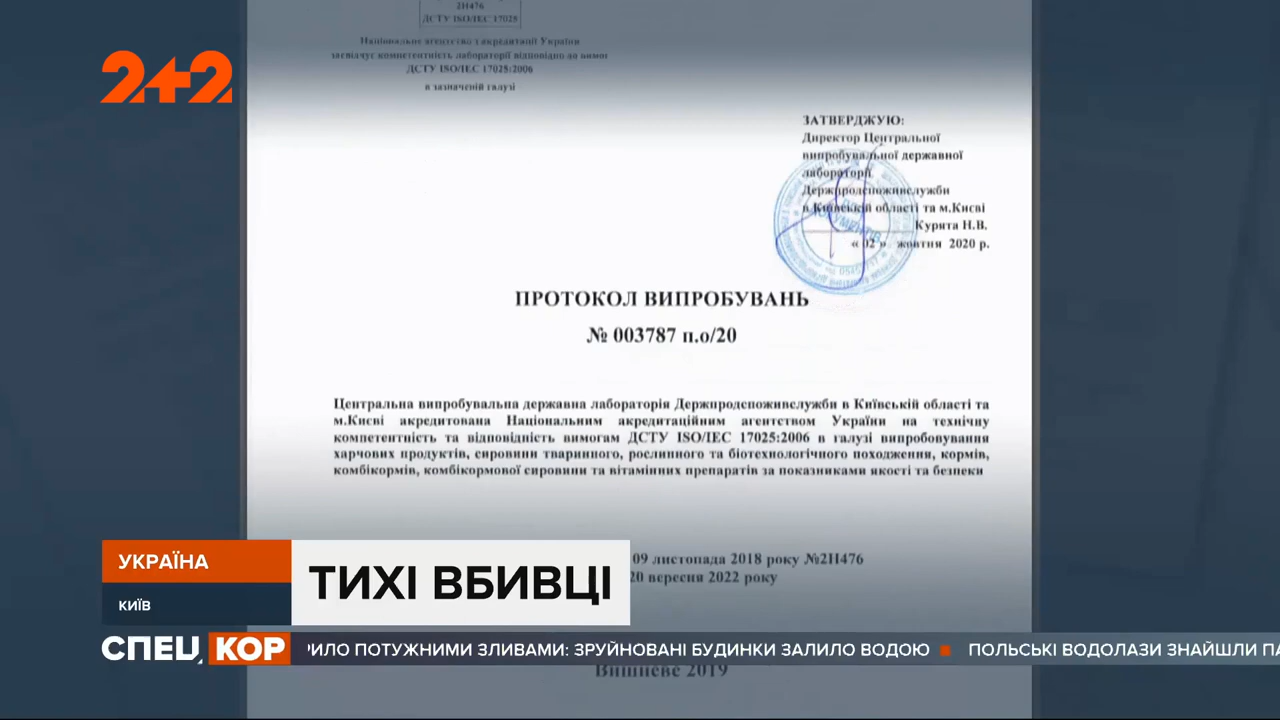 2Н476
ДСТУ ISO/IEC 17025
Національне агентство з акредитації України
засвідчує компетентність лабораторії відповідно до вимог
ДСТУ ISO/IEC 17025:2006
в зазначеній галузі
2+2
ЗАТВЕРДЖУЮ:
Директор Центральної
випробувальної державної
лабораторії
Держпродспоживслужби
в Київській області та м.Києві
Курята Н.В.
« 02 » жовтня 2020 р.
ПРОТОКОЛ ВИПРОБУВАНЬ
№ 003787 п.о/20
Центральна випробувальна державна лабораторія Держпродспоживслужби в Київській області та
м.Києві акредитована Національним акредитаційним агентством України на технічну
компетентність та відповідність вимогам ДСТУ ISO/IEC 17025:2006 в галузі випробовування
харчових продуктів, сировини тваринного, рослинного та біотехнологічного походження, кормів,
комбікормів, комбікормової сировини та вітамінних препаратів за показниками якості та безпеки
09 листопада 2018 року №2Н476
20 вересня 2022 року
УКРАЇНА
КИЇВ
ТИХІ ВБИВЦІ
СПЕЦКОР
РИЛО ПОТУЖНИМИ ЗЛИВАМИ: ЗРУЙНОВАНІ БУДИНКИ ЗАЛИЛО ВОДОЮ ПОЛЬСЬКІ ВОДОЛАЗИ ЗНАЙШЛИ
Вишневе 2019